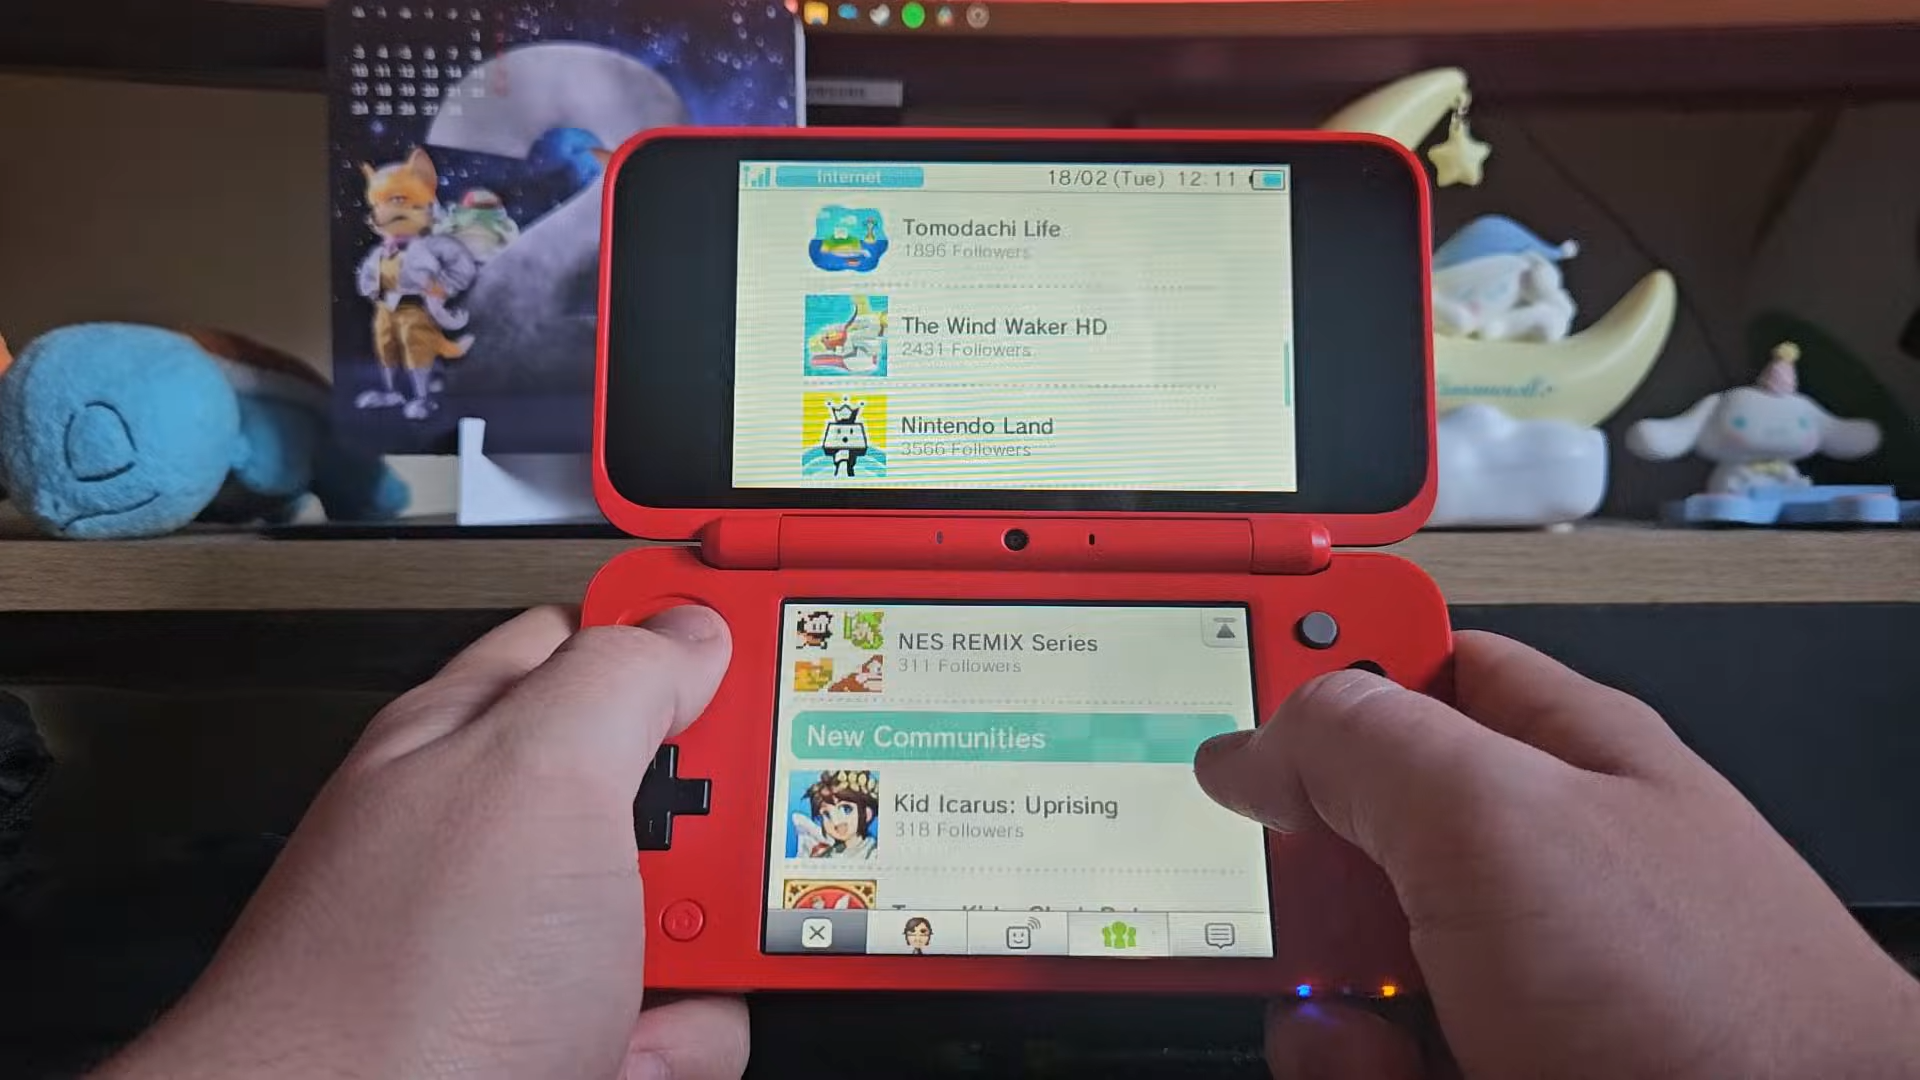 Internet
18/02 (Tue) 12:11
Tomodachi Life
1896 Followers
The Wind Waker HD
2431 Followers
Nintendo Land
3566 Followers
NES REMIX Series
311 Followers
New Communities
Kid Icarus: Uprising
318 Followers